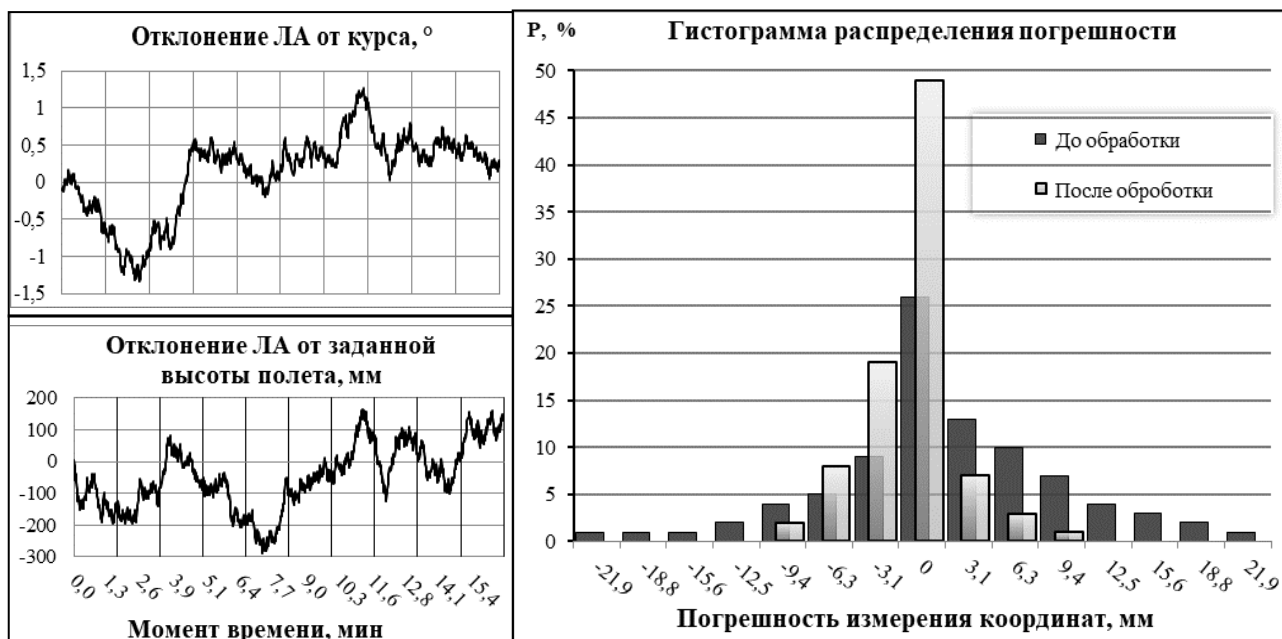 Отклонение ЛА от курса, °
1,5
1
0,5
0
-0,5
-1
-1,5
Отклонение ЛА от заданной
высоты полета, мм
200
100
0
-100
-200
-300
0,0 1,3 2,6 3,9 5,1 6,4 7,7 9,0 10,3 11,6 12,8 14,1 15,4
Момент времени, мин
P, % Гистограмма распределения погрешности
50
45
40
35
30
25
20
15
10
5
0
До обработки
После оброботки
-21,9 -18,8 -15,6 -12,5 -9,4 -6,3 -3,1 0 3,1 6,3 9,4 12,5 15,6 18,8 21,9
Погрешность измерения координат, мм